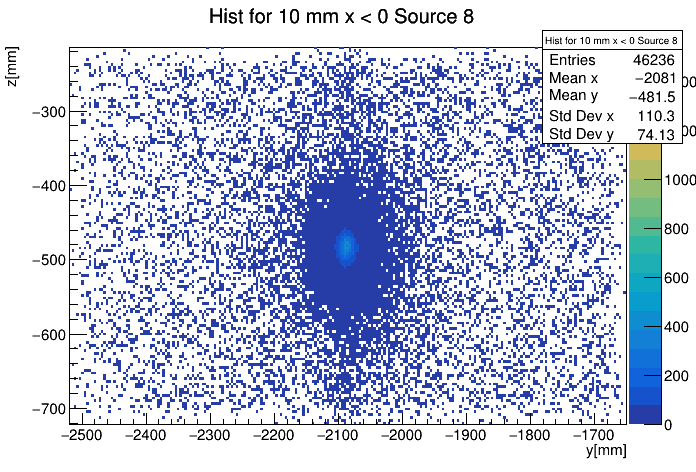 Hist for 10 mm x < 0 Source 8
Hist for 10 mm x < 0 Source 8
Entries 46236
Mean x −2081
Mean y −481.5
Std Dev x 110.3
Std Dev y 74.13
z[mm]
−300
−400
−500
−600
−700
−2500 −2400 −2300 −2200 −2100 −2000 −1900 −1800 −1700
y[mm]
1000
800
600
400
200
0